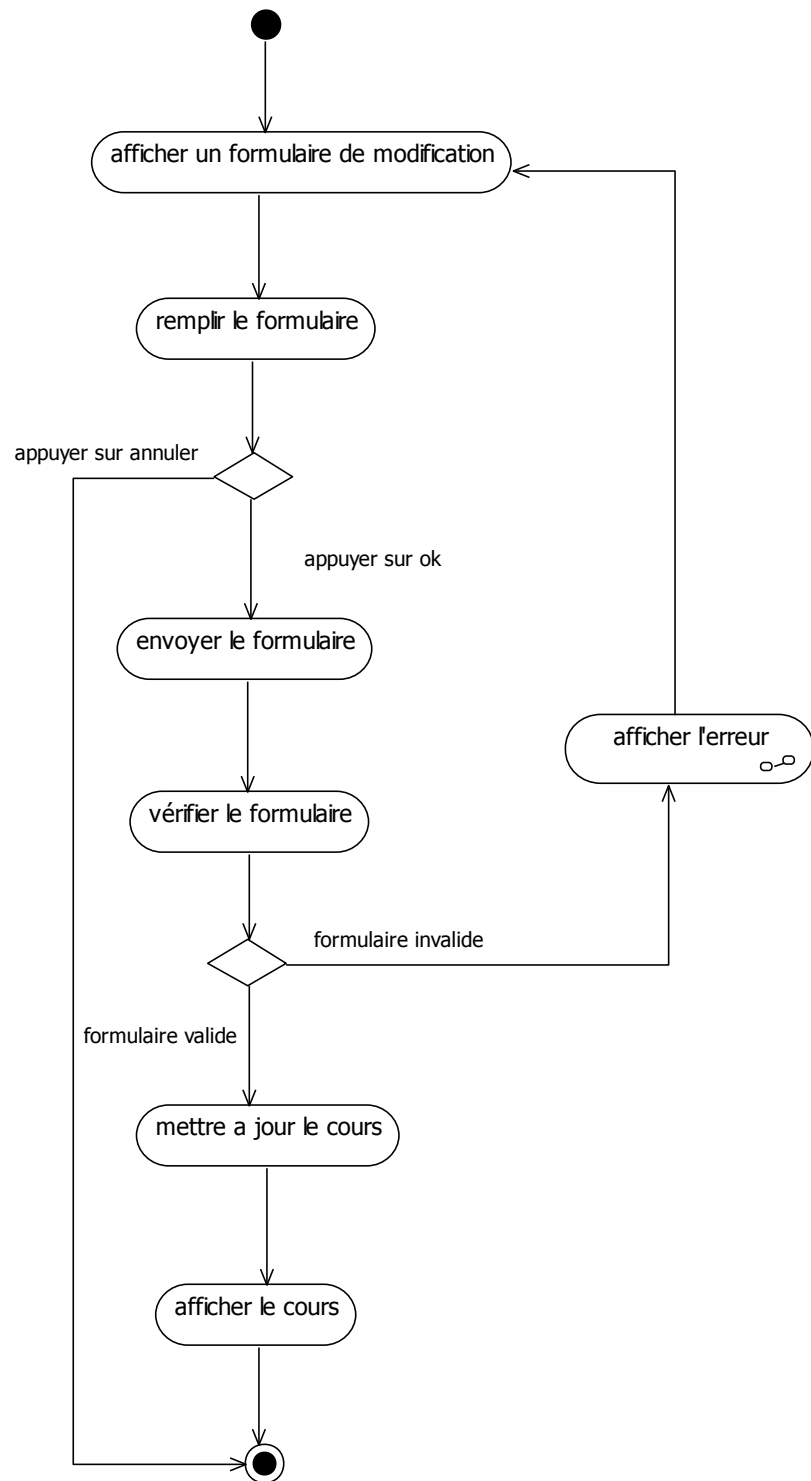 afficher un formulaire de modification
remplir le formulaire
appuyer sur annuler
appuyer sur ok
envoyer le formulaire
afficher l'erreur
vérifier le formulaire
formulaire invalide
formulaire valide
mettre a jour le cours
afficher le cours